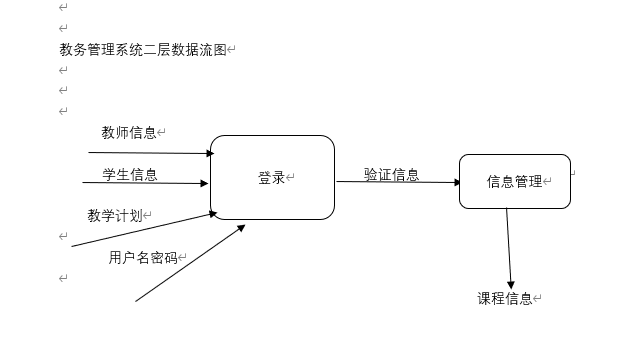 教务管理系统二层数据流图
教师信息
学生信息
登录
验证信息
信息管理
教学计划
用户名密码
课程信息